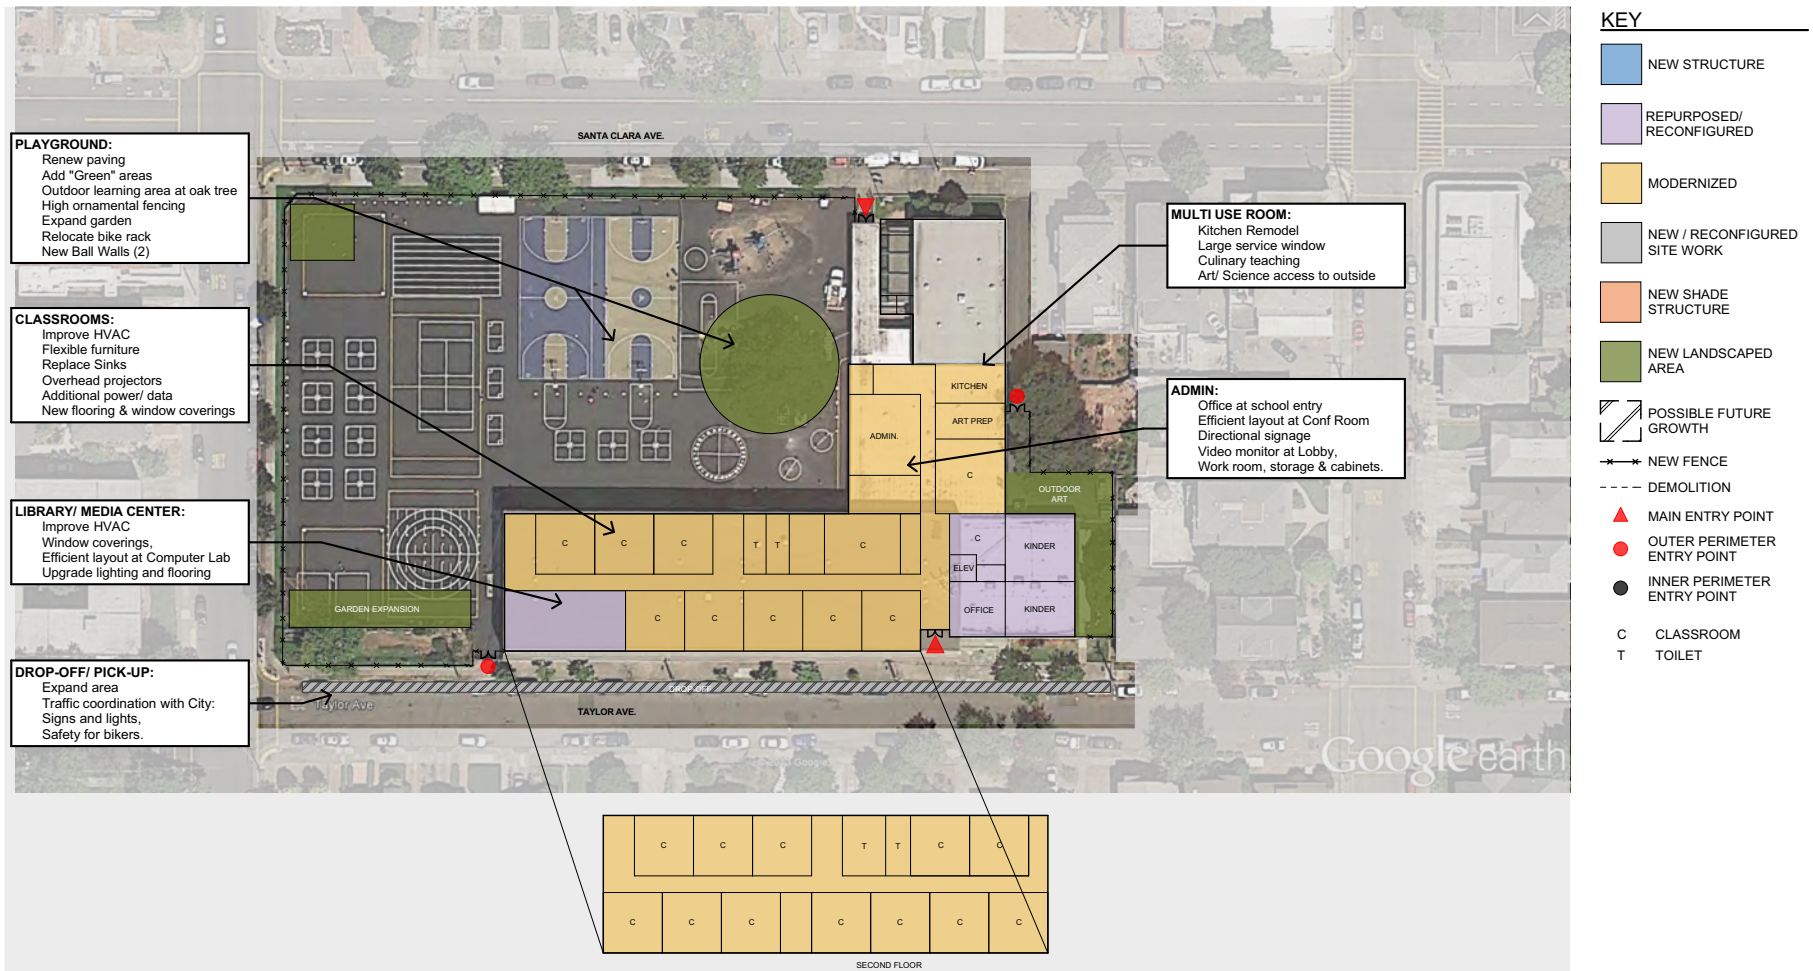 SANTA CLARA AVE.
PLAYGROUND:
Renew paving
Add "Green" areas
Outdoor learning area at oak tree
High ornamental fencing
Expand garden
Relocate bike rack
New Ball Walls (2)
CLASSROOMS:
Improve HVAC
Flexible furniture
Replace Sinks
Overhead projectors
Additional power/ data
New flooring & window coverings
LIBRARY/ MEDIA CENTER:
Improve HVAC
Window coverings,
Efficient layout at Computer Lab
Upgrade lighting and flooring
DROP-OFF/ PICK-UP:
Expand area
Traffic coordination with City:
Signs and lights,
Safety for bikers.
MULTI USE ROOM:
Kitchen Remodel
Large service window
Culinary teaching
Art/ Science access to outside
ADMIN:
Office at school entry
Efficient layout at Conf Room
Directional signage
Video monitor at Lobby,
Work room, storage & cabinets.
KITCHEN
ART PREP
ADMIN.
C
OUTDOOR
ART
C C C T T C
C
KINDER
ELEV
OFFICE
KINDER
C C C C C
GARDEN EXPANSION
DROP-OFF
Taylor Ave
TAYLOR AVE.
Google earth
C C C T T C C
C C C C C C C
SECOND FLOOR
KEY
NEW STRUCTURE
REPURPOSED/
RECONFIGURED
MODERNIZED
NEW / RECONFIGURED
SITE WORK
NEW SHADE
STRUCTURE
NEW LANDSCAPED
AREA
POSSIBLE FUTURE
GROWTH
NEW FENCE
DEMOLITION
MAIN ENTRY POINT
OUTER PERIMETER
ENTRY POINT
INNER PERIMETER
ENTRY POINT
C CLASSROOM
T TOILET